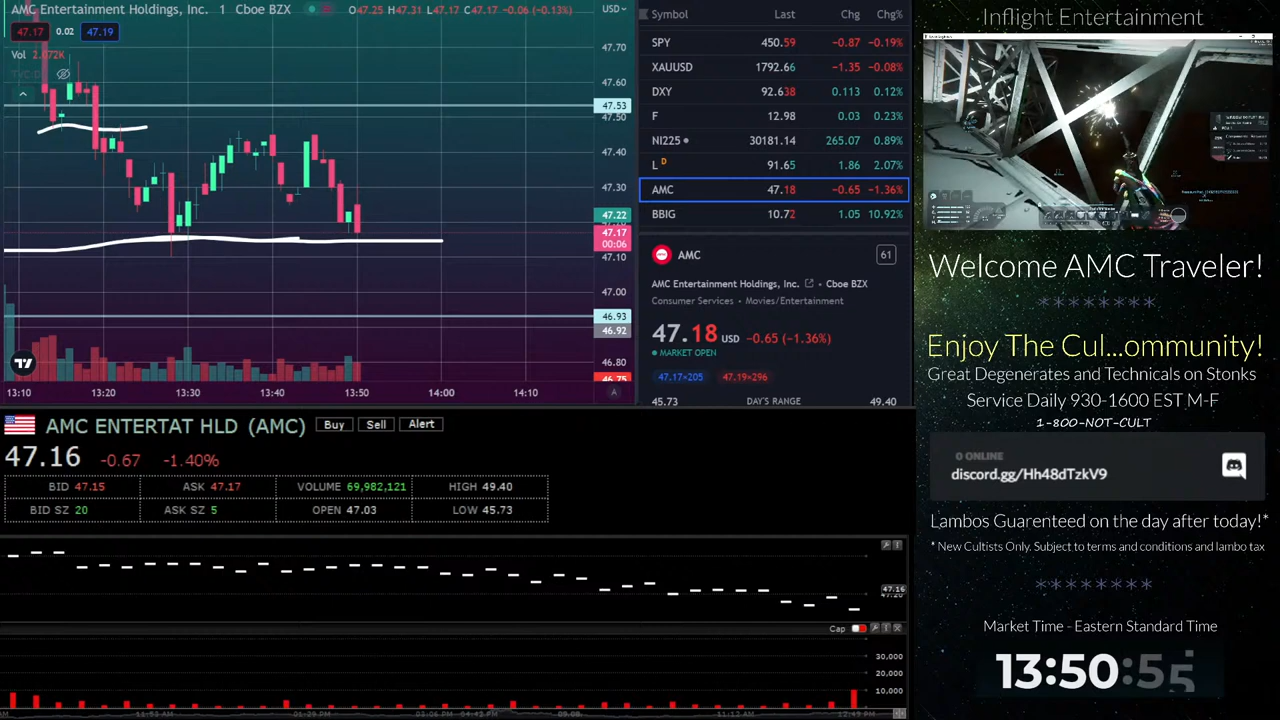 AMC Entertainment Holdings, Inc. 1 Cboe BZX O47.25 H47.31 L47.17 C47.17 −0.06 (−0.13%) USD
47.17 0.02 47.19
Vol 2.072K
47.70
47.60
47.53
47.50
47.40
47.30
47.22
47.17
00:06
47.10
47.00
46.93
46.92
46.80
46.75
13:10 13:20 13:30 13:40 13:50 14:00 14:10 A
Symbol Last Chg Chg%
SPY 450.59 −0.87 −0.19%
XAUUSD 1792.66 −1.35 −0.08%
DXY 92.638 0.113 0.12%
F 12.98 0.03 0.23%
NI225 30181.14 265.07 0.89%
L D 91.65 1.86 2.07%
AMC 47.18 −0.65 −1.36%
BBIG 10.72 1.05 10.92%
AMC 61
AMC Entertainment Holdings, Inc. • Cboe BZX
Consumer Services • Movies/Entertainment
47.18 USD −0.65 (−1.36%)
MARKET OPEN
47.17×205 47.19×296
45.73 DAY'S RANGE 49.40
AMC ENTERTAT HLD (AMC) Buy Sell Alert
47.16 -0.67 -1.40%
BID 47.15 ASK 47.17 VOLUME 69,982,121 HIGH 49.40
BID SZ 20 ASK SZ 5 OPEN 47.03 LOW 45.73
47.16
Cap
30,000
20,000
10,000
Inflight Entertainment
Welcome AMC Traveler!
********
Enjoy The Cul...ommunity!
Great Degenerates and Technicals on Stonks
Service Daily 930-1600 EST M-F
1-800-NOT-CULT
0 ONLINE
discord.gg/Hh48dTzkV9
Lambos Guarenteed on the day after today!*
* New Cultists Only. Subject to terms and conditions and lambo tax
********
Market Time - Eastern Standard Time
13:50:55